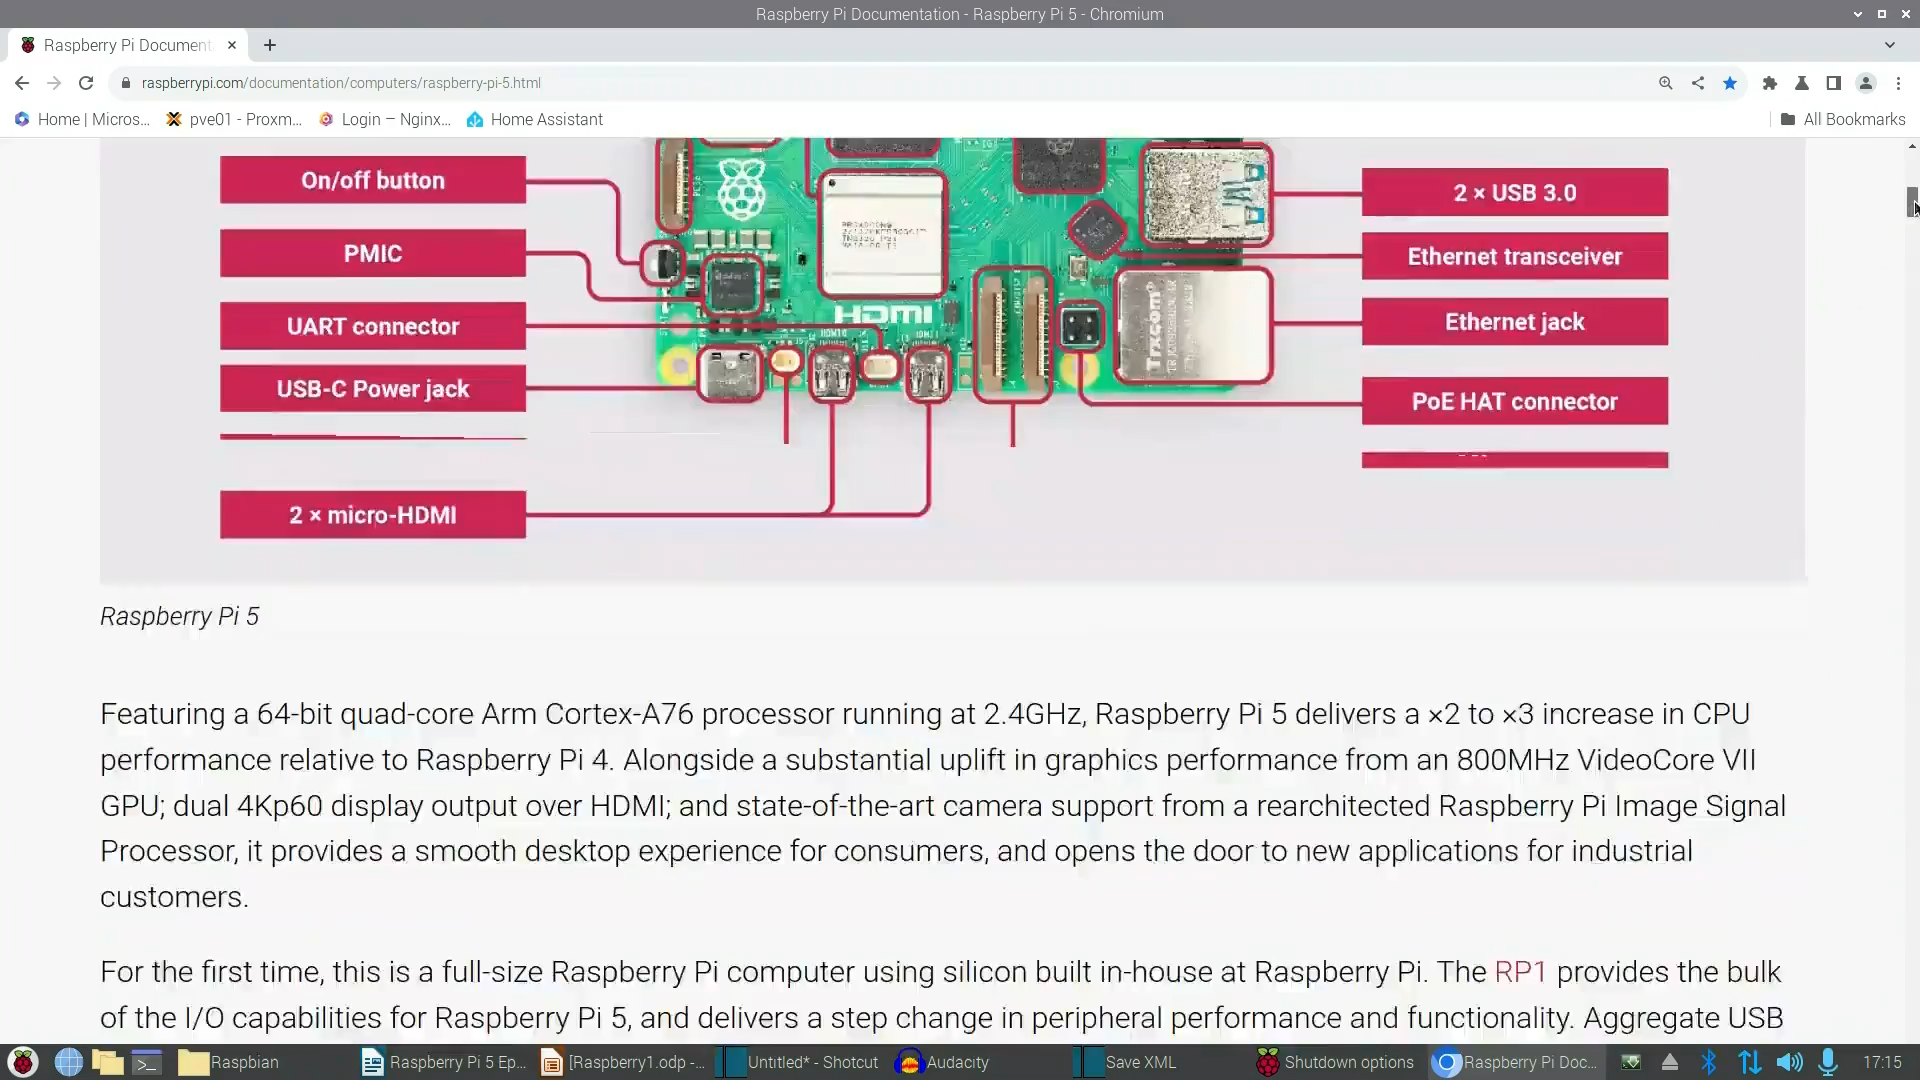 Raspberry Pi Documentation - Raspberry Pi 5 - Chromium
Raspberry Pi Document
raspberrypi.com/documentation/computers/raspberry-pi-5.html
Home | Micros... pve01 - Proxm... Login – Nginx... Home Assistant All Bookmarks
On/off button
2 × USB 3.0
PMIC
Ethernet transceiver
HDMI
UART connector
Ethernet jack
Trxcom
USB-C Power jack
PoE HAT connector
2 × micro-HDMI
Raspberry Pi 5
Featuring a 64-bit quad-core Arm Cortex-A76 processor running at 2.4GHz, Raspberry Pi 5 delivers a ×2 to ×3 increase in CPU
performance relative to Raspberry Pi 4. Alongside a substantial uplift in graphics performance from an 800MHz VideoCore VII
GPU; dual 4Kp60 display output over HDMI; and state-of-the-art camera support from a rearchitected Raspberry Pi Image Signal
Processor, it provides a smooth desktop experience for consumers, and opens the door to new applications for industrial
customers.
For the first time, this is a full-size Raspberry Pi computer using silicon built in-house at Raspberry Pi. The RP1 provides the bulk
of the I/O capabilities for Raspberry Pi 5, and delivers a step change in peripheral performance and functionality. Aggregate USB
Raspbian Raspberry Pi 5 Ep... [Raspberry1.odp -... Untitled* - Shotcut Audacity Save XML Shutdown options Raspberry Pi Doc... 17:15